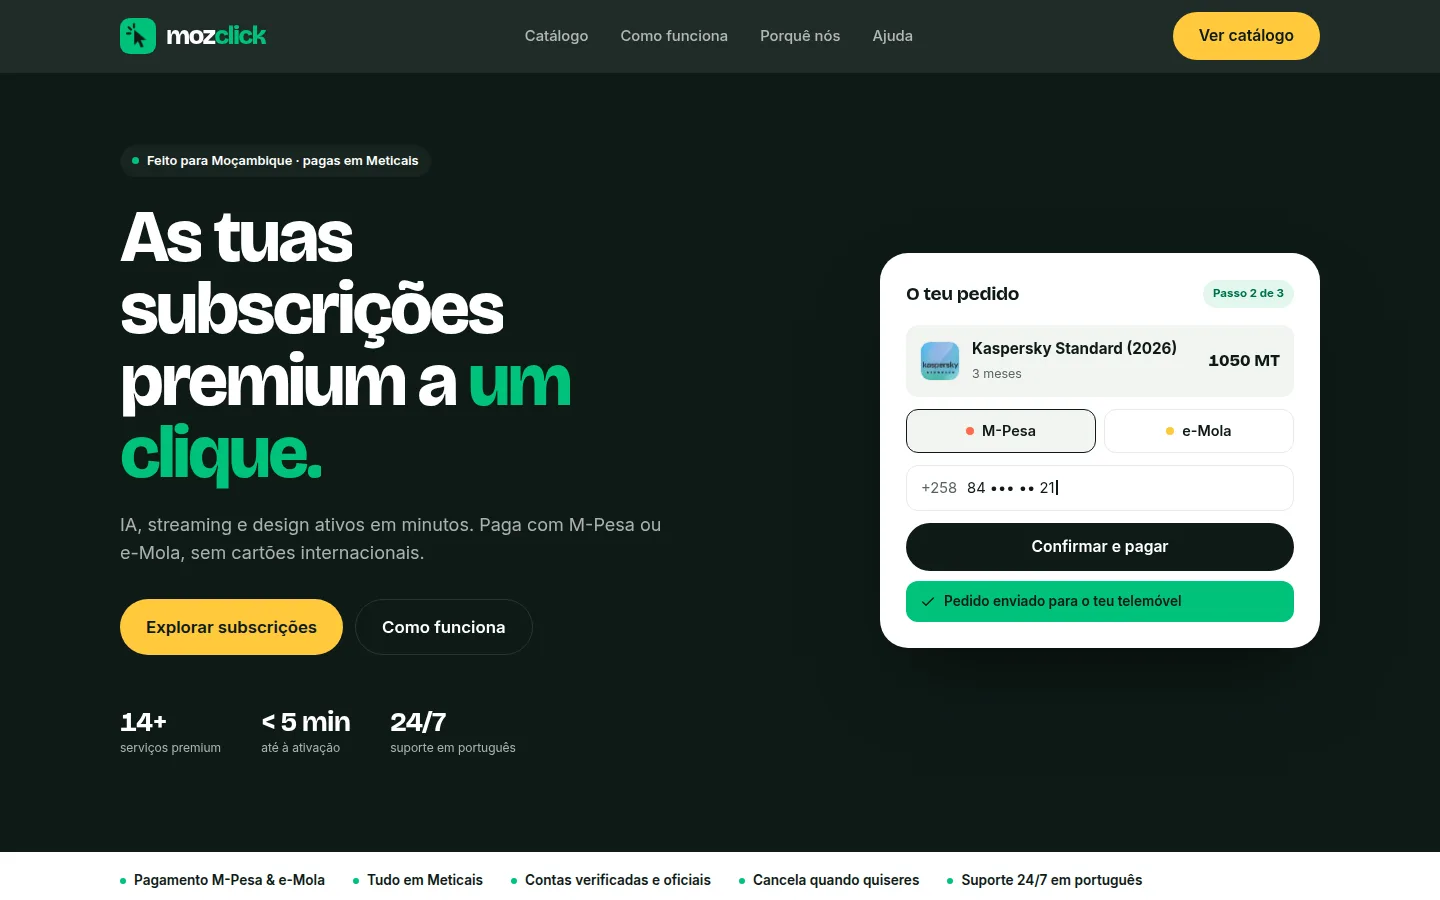 mozclick
Catálogo
Como funciona
Porquê nós
Ajuda
Ver catálogo
Feito para Moçambique · pagas em Meticais
As tuas
subscrições
premium a um
clique.
IA, streaming e design ativos em minutos. Paga com M-Pesa ou
e-Mola, sem cartões internacionais.
Explorar subscrições
Como funciona
14+
serviços premium
< 5 min
até à ativação
24/7
suporte em português
O teu pedido
Passo 2 de 3
kaspersky
Kaspersky Standard (2026)
3 meses
1050 MT
M-Pesa
e-Mola
+258 84 ••• •• 21
Confirmar e pagar
Pedido enviado para o teu telemóvel
Pagamento M-Pesa & e-Mola
Tudo em Meticais
Contas verificadas e oficiais
Cancela quando quiseres
Suporte 24/7 em português